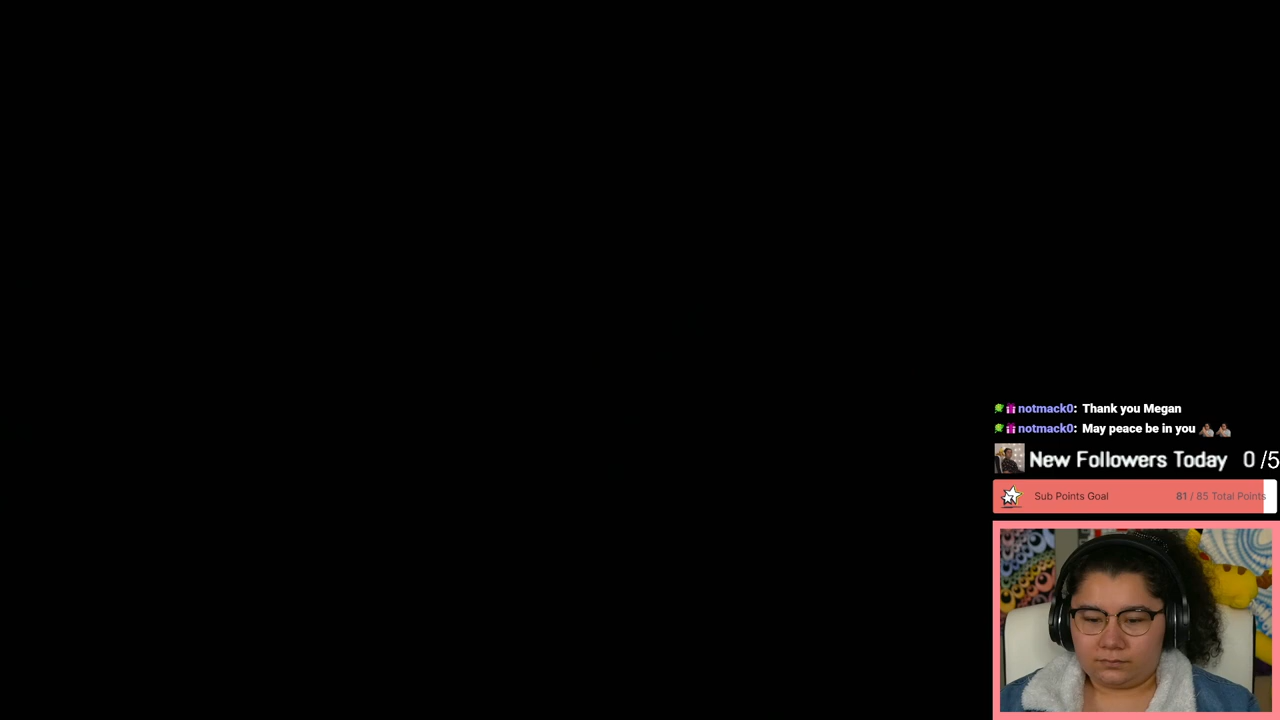 notmack0: Thank you Megan
notmack0: May peace be in you
New Followers Today 0 /5
Sub Points Goal 81 / 85 Total Points